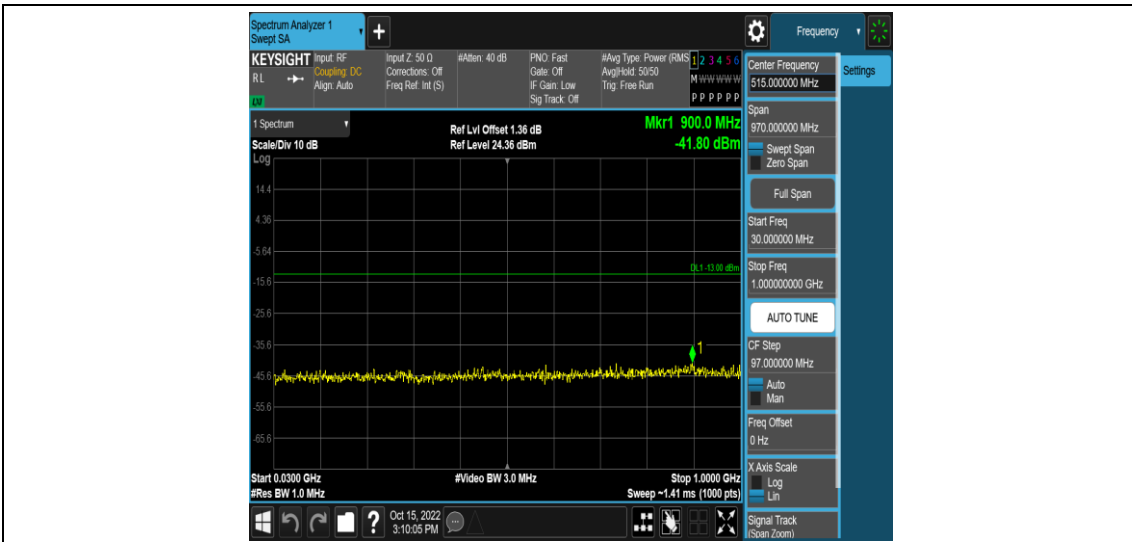 Spectrum Analyzer 1
Swept SA
+
Frequency
KEYSIGHT
RL
LXI
Input: RF
Coupling: DC
Align: Auto
Input Z: 50 Ω
Corrections: Off
Freq Ref: Int (S)
#Atten: 40 dB
PNO: Fast
Gate: Off
IF Gain: Low
Sig Track: Off
#Avg Type: Power (RMS
Avg|Hold: 50/50
Trig: Free Run
1 2 3 4 5 6
M W W W W W
P P P P P P
1 Spectrum
Scale/Div 10 dB
Ref Lvl Offset 1.36 dB
Ref Level 24.36 dBm
Mkr1 900.0 MHz
-41.80 dBm
Log
14.4
4.36
-5.64
DL1 -13.00 dBm
-15.6
-25.6
-35.6
1
-45.6
-55.6
-65.6
Start 0.0300 GHz
#Res BW 1.0 MHz
#Video BW 3.0 MHz
Stop 1.0000 GHz
Sweep ~1.41 ms (1000 pts)
?
Oct 15, 2022
3:10:05 PM
Center Frequency
515.000000 MHz
Settings
Span
970.000000 MHz
Swept Span
Zero Span
Full Span
Start Freq
30.000000 MHz
Stop Freq
1.000000000 GHz
AUTO TUNE
CF Step
97.000000 MHz
Auto
Man
Freq Offset
0 Hz
X Axis Scale
Log
Lin
Signal Track
(Span Zoom)